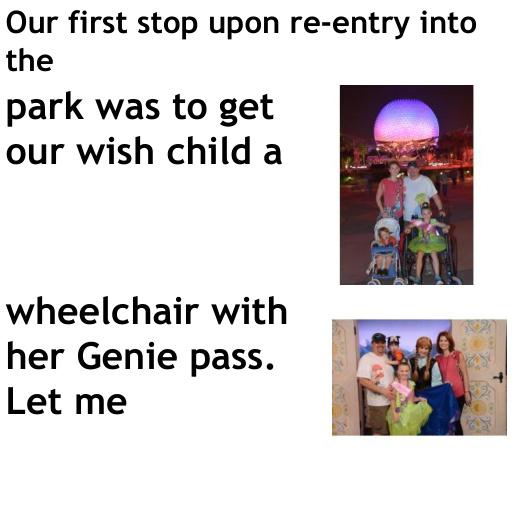 Our first stop upon re-entry into
the
park was to get
our wish child a
wheelchair with
her Genie pass.
Let me